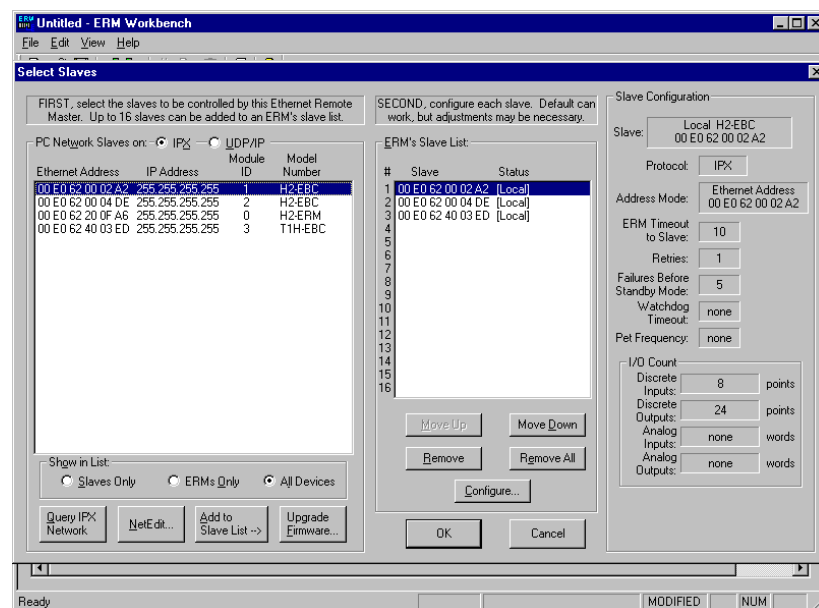 Untitled - ERM Workbench
File Edit View Help
Select Slaves
FIRST, select the slaves to be controlled by this Ethernet Remote
Master. Up to 16 slaves can be added to an ERM's slave list.
PC Network Slaves on: IPX UDP/IP
Ethernet Address IP Address Module ID Model Number
00 E0 62 00 02 A2 255.255.255.255 1 H2-EBC
00 E0 62 00 04 DE 255.255.255.255 2 H2-EBC
00 E0 62 20 0F A6 255.255.255.255 0 H2-ERM
00 E0 62 40 03 ED 255.255.255.255 3 T1H-EBC
Show in List:
Slaves Only ERMs Only All Devices
Query IPX Network
NetEdit...
Add to Slave List -->
Upgrade Firmware...
SECOND, configure each slave. Default can
work, but adjustments may be necessary.
ERM's Slave List:
# Slave Status
1 00 E0 62 00 02 A2 [Local]
2 00 E0 62 00 04 DE [Local]
3 00 E0 62 40 03 ED [Local]
4
5
6
7
8
9
10
11
12
13
14
15
16
Move Up
Move Down
Remove
Remove All
Configure...
OK
Cancel
Slave Configuration
Slave: Local H2-EBC
00 E0 62 00 02 A2
Protocol: IPX
Address Mode: Ethernet Address
00 E0 62 00 02 A2
ERM Timeout to Slave: 10
Retries: 1
Failures Before Standby Mode: 5
Watchdog Timeout: none
Pet Frequency: none
I/O Count
Discrete Inputs: 8 points
Discrete Outputs: 24 points
Analog Inputs: none words
Analog Outputs: none words
Ready
MODIFIED
NUM